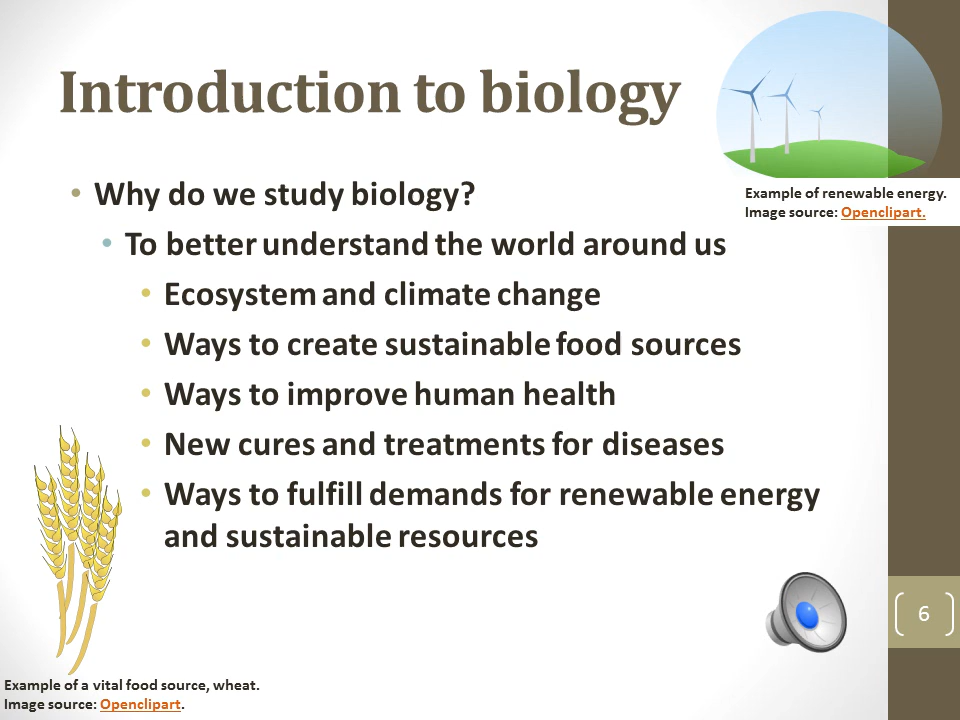 Introduction to biology
Example of renewable energy.
Image source: Openclipart.
• Why do we study biology?
• To better understand the world around us
• Ecosystem and climate change
• Ways to create sustainable food sources
• Ways to improve human health
• New cures and treatments for diseases
• Ways to fulfill demands for renewable energy
and sustainable resources
6
Example of a vital food source, wheat.
Image source: Openclipart.